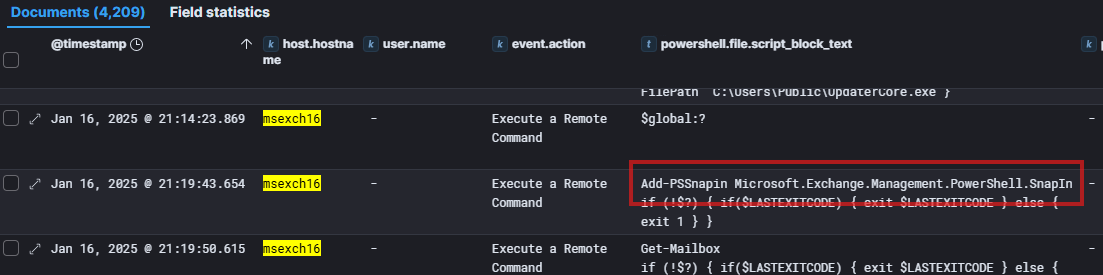 Documents (4,209) Field statistics
@timestamp k host.hostna me k user.name k event.action t powershell.file.script_block_text k
FilePath C:\Users\Public\UpdaterCore.exe }
Jan 16, 2025 @ 21:14:23.869 msexch16 - Execute a Remote $global:? -
Command
Jan 16, 2025 @ 21:19:43.654 msexch16 - Execute a Remote Add-PSSnapin Microsoft.Exchange.Management.PowerShell.SnapIn -
Command if (!$?) { if($LASTEXITCODE) { exit $LASTEXITCODE } else {
exit 1 } }
Jan 16, 2025 @ 21:19:50.615 msexch16 - Execute a Remote Get-Mailbox -
Command if (!$?) { if($LASTEXITCODE) { exit $LASTEXITCODE } else {